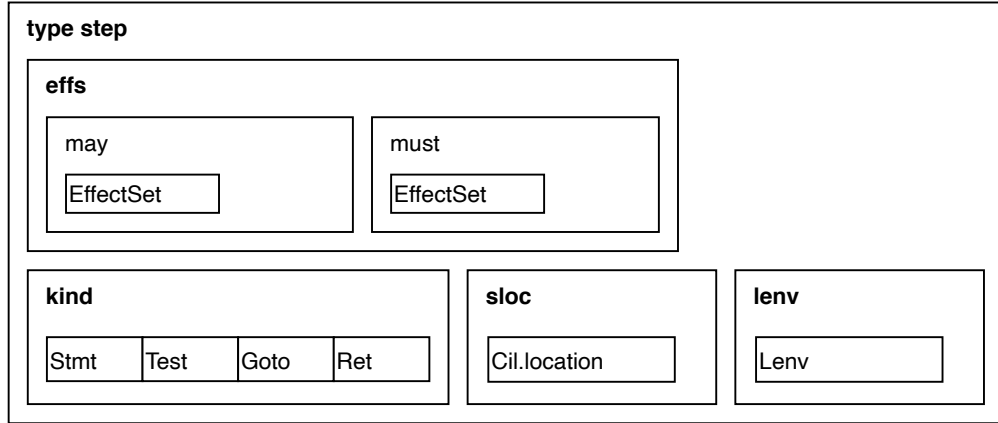 type step
effs
may must
EffectSet EffectSet
kind sloc lenv
Stmt Test Goto Ret Cil.location Lenv